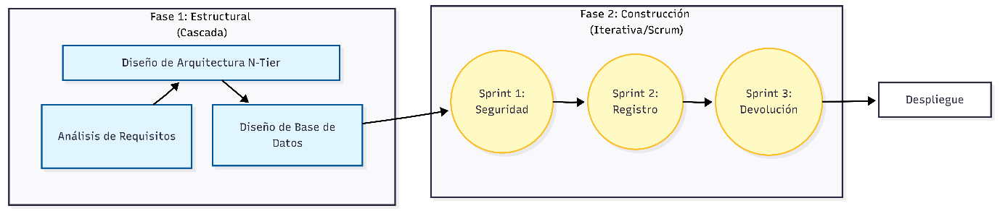 Fase 1: Estructural
(Cascada)
Diseño de Arquitectura N-Tier
Análisis de Requisitos
Diseño de Base de
Datos
Fase 2: Construcción
(Iterativa/Scrum)
Sprint 1:
Seguridad
Sprint 2:
Registro
Sprint 3:
Devolución
Despliegue